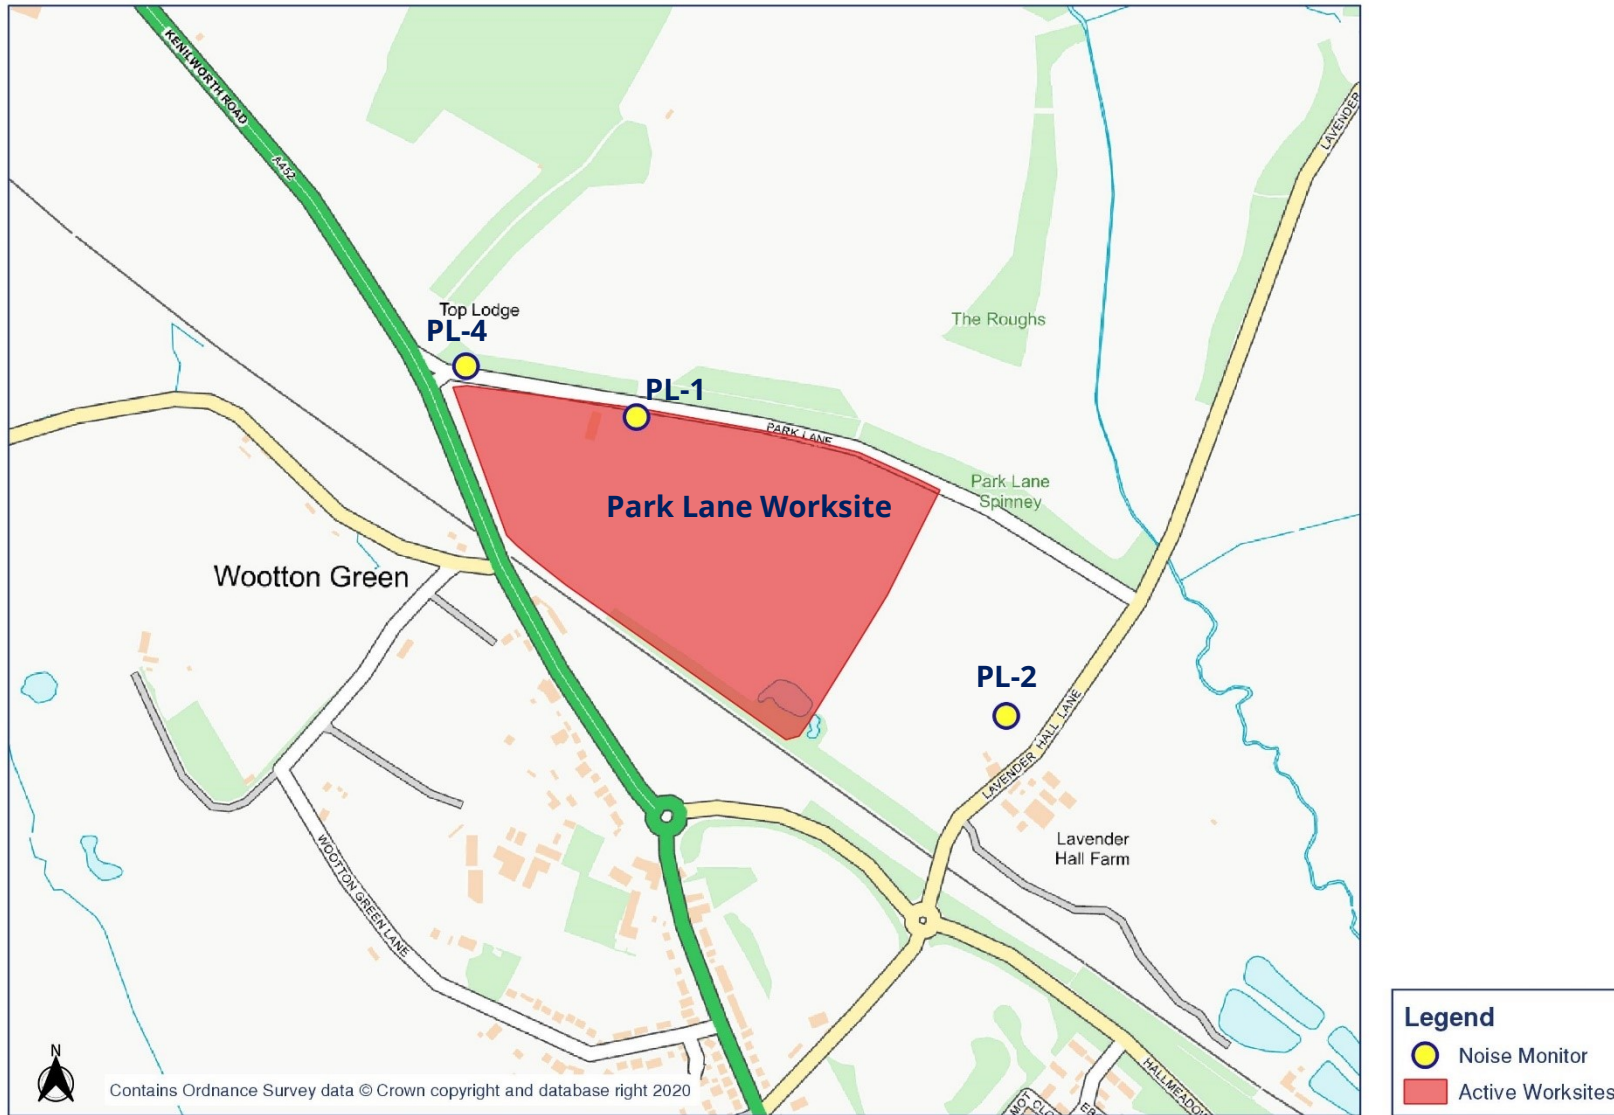 KENILWORTH ROAD
A452
LAVENDER
Top Lodge
PL-4
The Roughs
PL-1
PARK LANE
Park Lane
Spinney
Park Lane Worksite
Wootton Green
PL-2
LAVENDER HALL LANE
Lavender
Hall Farm
WOOTTON GREEN LANE
N
Contains Ordnance Survey data © Crown copyright and database right 2020
HALLMEADOW
MOT
CLO
Legend
Noise Monitor
Active Worksites